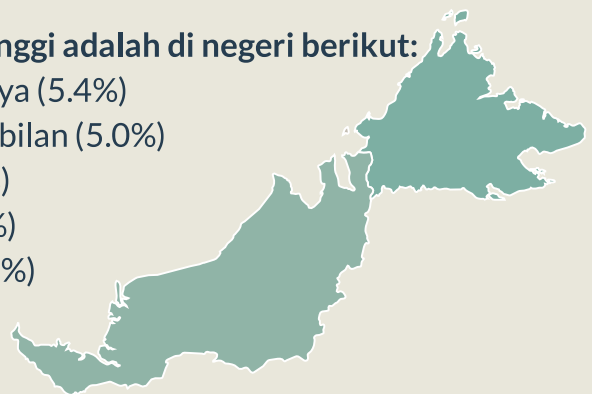 nggi adalah di negeri berikut:
ya (5.4%)
bilan (5.0%)
)
%)
%)